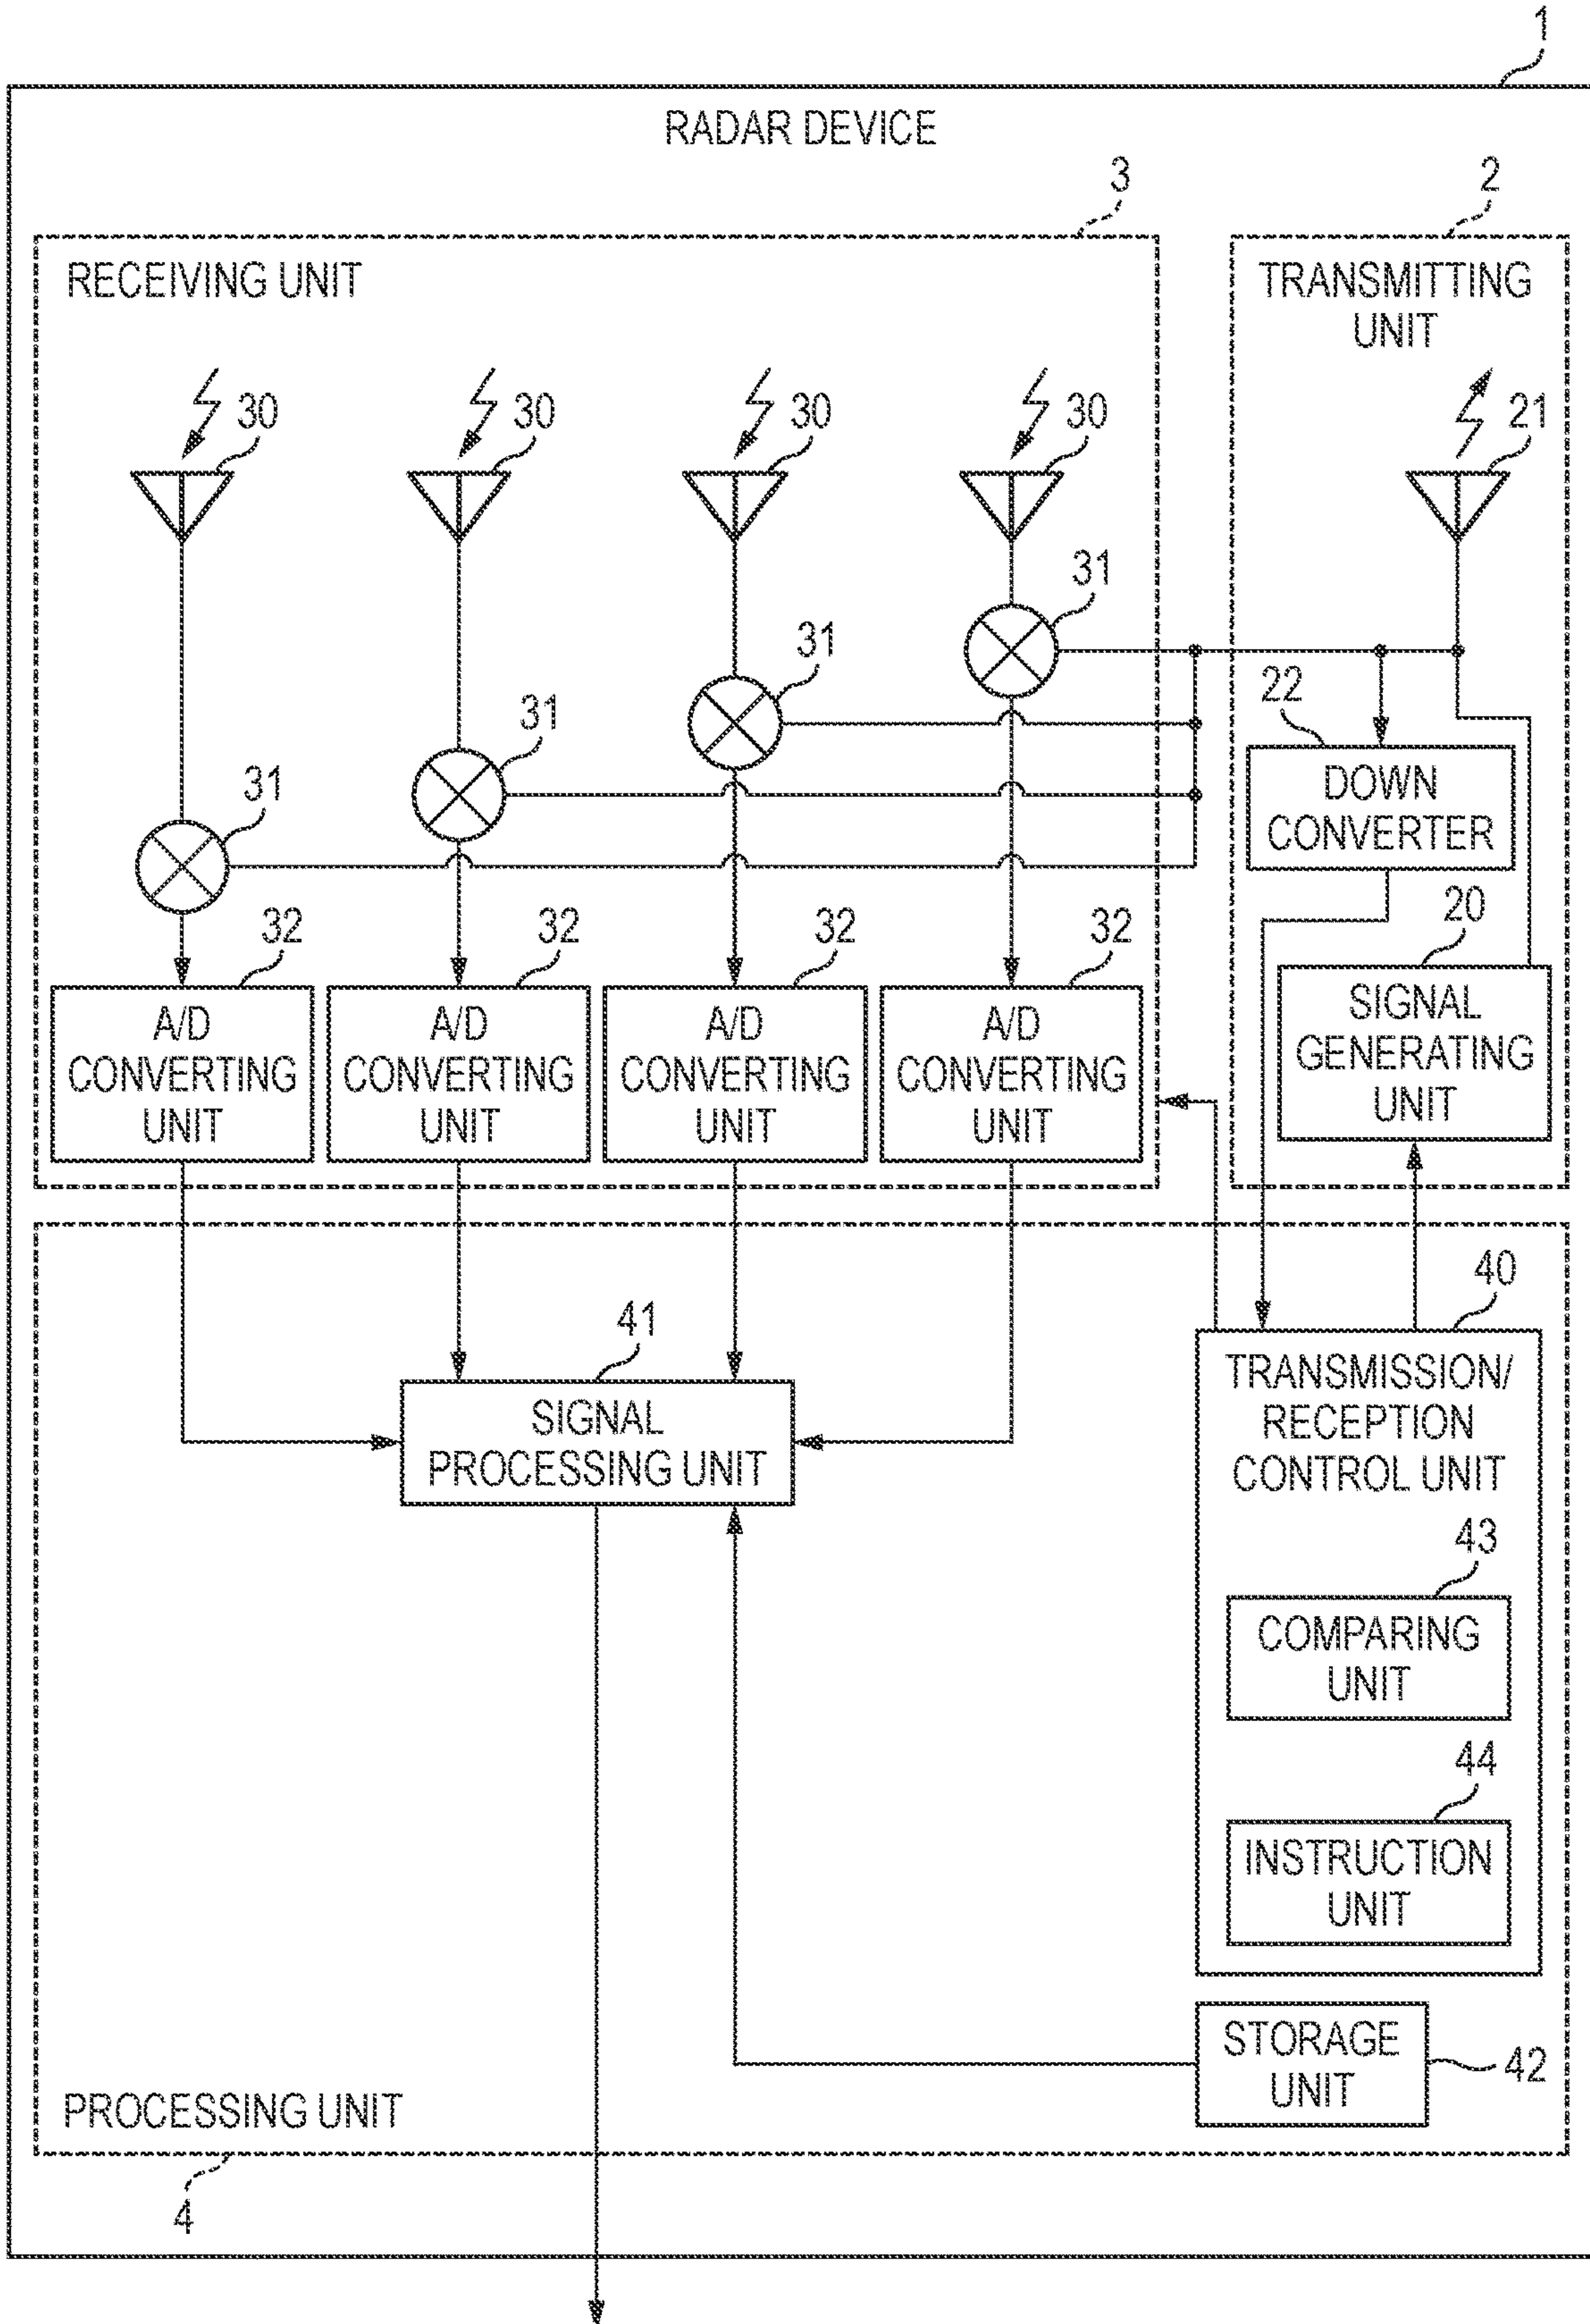 1
RADAR DEVICE
3
2
RECEIVING UNIT
TRANSMITTING
UNIT
30
30
30
30
21
31
31
31
31
22
DOWN
CONVERTER
20
SIGNAL
GENERATING
UNIT
32
32
32
32
A/D
CONVERTING
UNIT
A/D
CONVERTING
UNIT
A/D
CONVERTING
UNIT
A/D
CONVERTING
UNIT
40
TRANSMISSION/
RECEPTION
CONTROL UNIT
41
SIGNAL
PROCESSING UNIT
43
COMPARING
UNIT
44
INSTRUCTION
UNIT
STORAGE
UNIT
42
PROCESSING UNIT
4